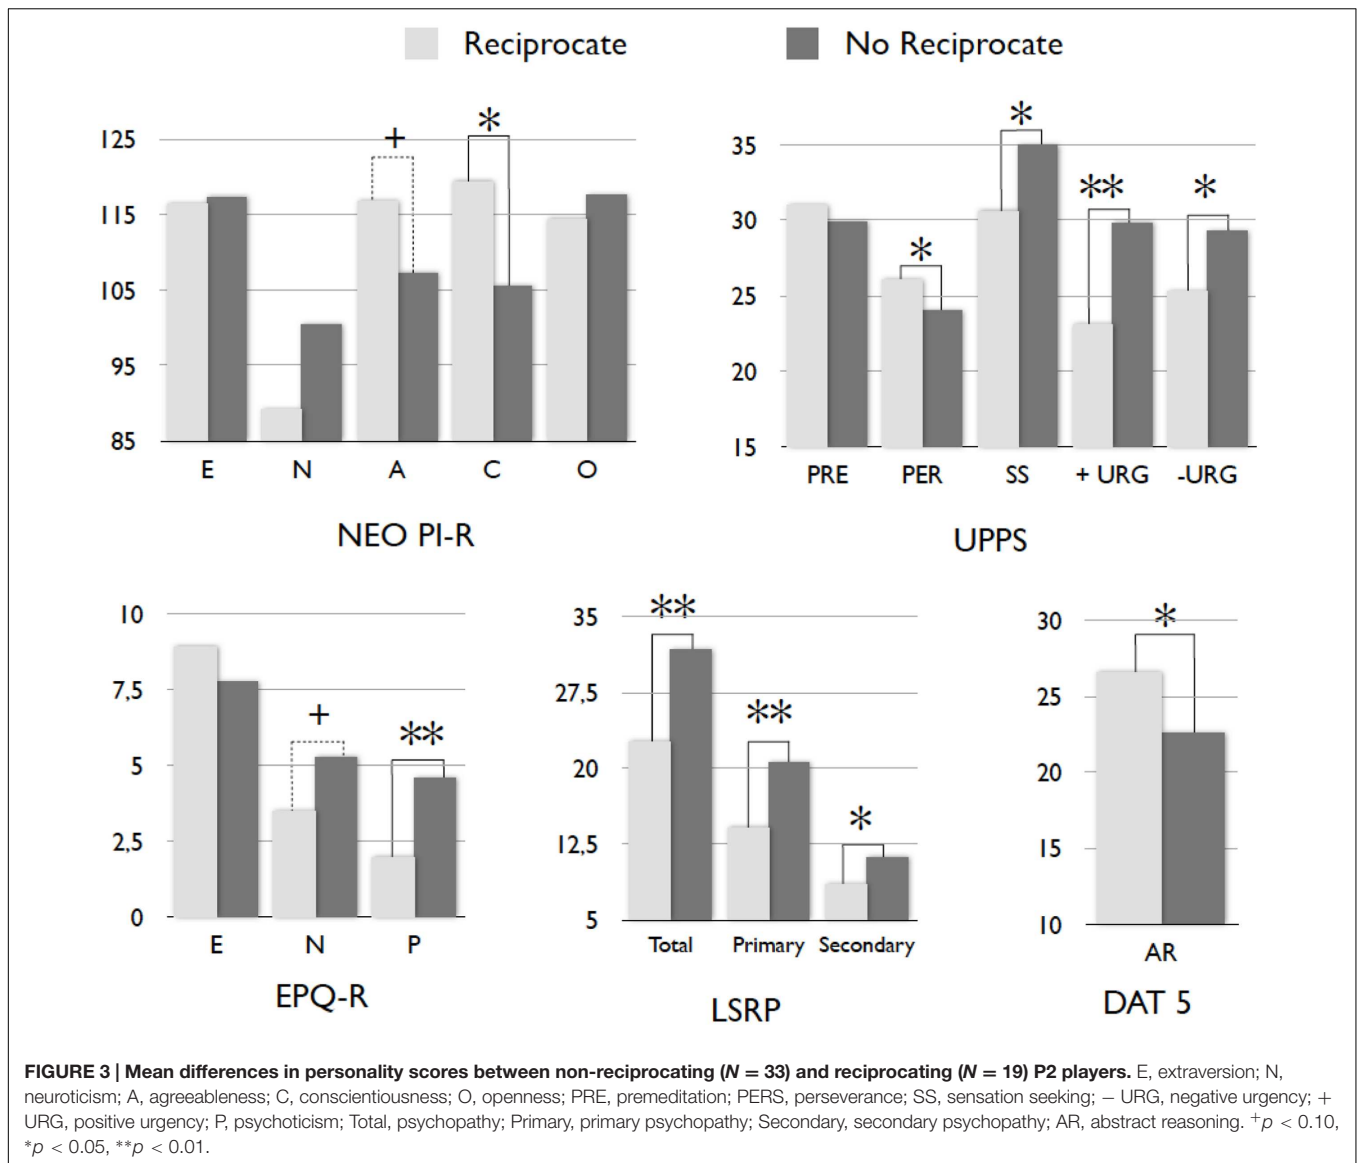 Reciprocate No Reciprocate
125
115
105
95
85
+
*
E N A C O
NEO PI-R
35
30
25
20
15
*
*
**
*
PRE PER SS + URG -URG
UPPS
10
7,5
5
2,5
0
+
**
E N P
EPQ-R
35
27,5
20
12,5
5
**
**
*
Total Primary Secondary
LSRP
30
25
20
15
10
*
AR
DAT 5
FIGURE 3 | Mean differences in personality scores between non-reciprocating (N = 33) and reciprocating (N = 19) P2 players. E, extraversion; N,
neuroticism; A, agreeableness; C, conscientiousness; O, openness; PRE, premeditation; PERS, perseverance; SS, sensation seeking; − URG, negative urgency; +
URG, positive urgency; P, psychoticism; Total, psychopathy; Primary, primary psychopathy; Secondary, secondary psychopathy; AR, abstract reasoning. +p < 0.10,
*p < 0.05, **p < 0.01.